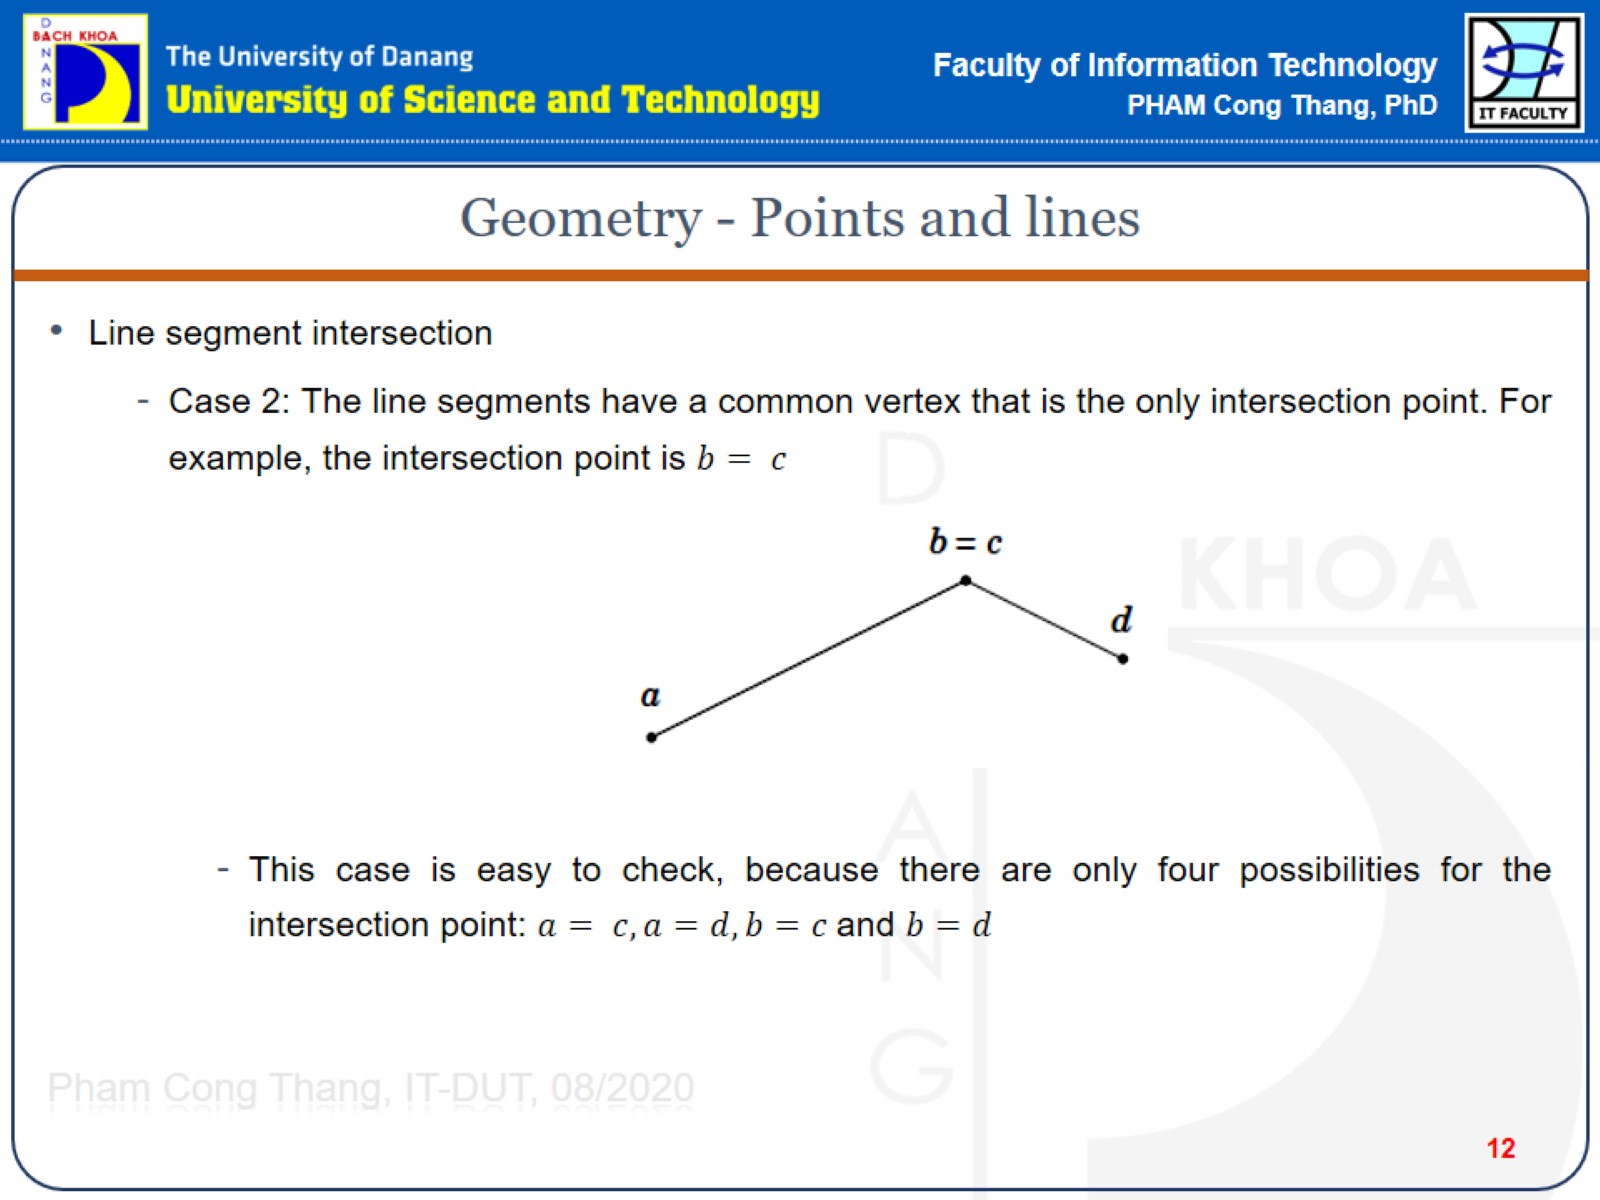 D
BACH KHOA
N
A
N
G
The University of Danang
University of Science and Technology
Faculty of Information Technology
PHAM Cong Thang, PhD
IT FACULTY
Geometry - Points and lines
• Line segment intersection
- Case 2: The line segments have a common vertex that is the only intersection point. For
example, the intersection point is b = c
D
KHOA
b = c
d
a
A
- This case is easy to check, because there are only four possibilities for the
intersection point: a = c, a = d, b = c and b = d
N
G
Pham Cong Thang, IT-DUT, 08/2020
12